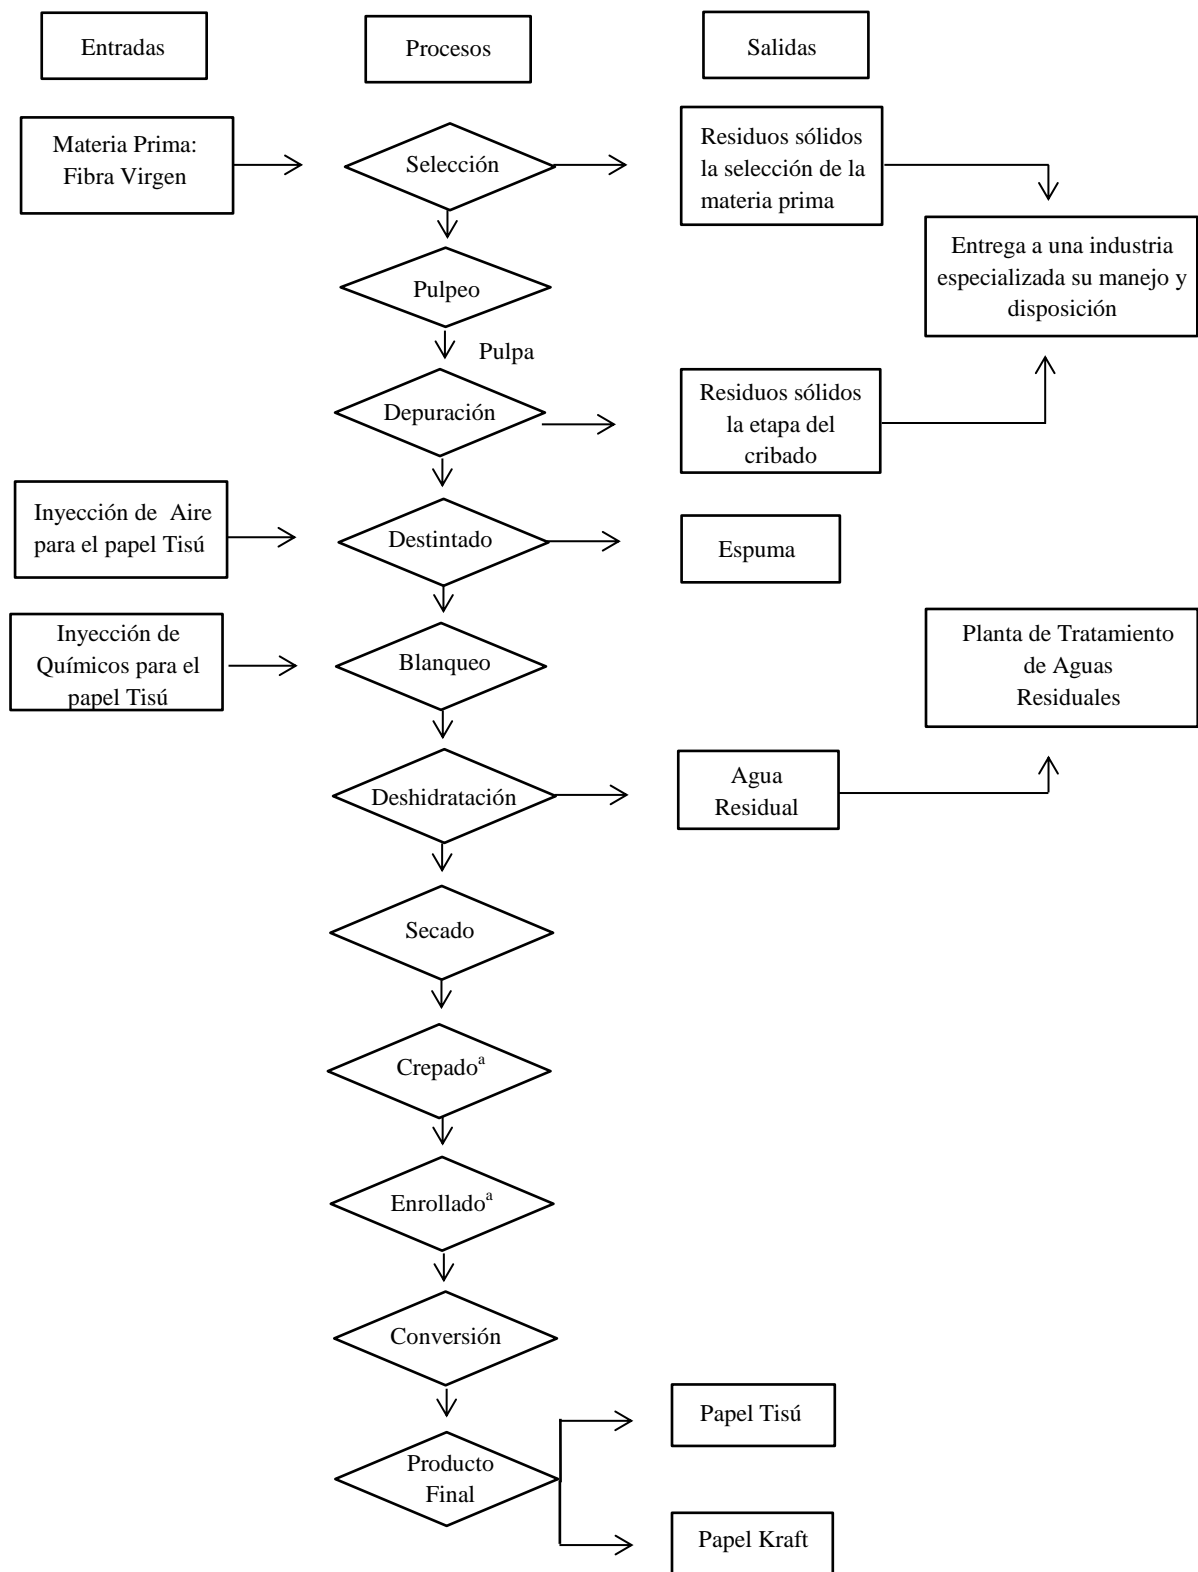 Entradas
Procesos
Salidas
Materia Prima:
Fibra Virgen
Selección
Residuos sólidos
la selección de la
materia prima
Entrega a una industria
especializada su manejo y
disposición
Pulpeo
Pulpa
Depuración
Residuos sólidos
la etapa del
cribado
Inyección de Aire
para el papel Tisú
Destintado
Espuma
Inyección de
Químicos para el
papel Tisú
Blanqueo
Planta de Tratamiento
de Aguas
Residuales
Deshidratación
Agua
Residual
Secado
Crepadoª
Enrolladoª
Conversión
Producto
Final
Papel Tisú
Papel Kraft